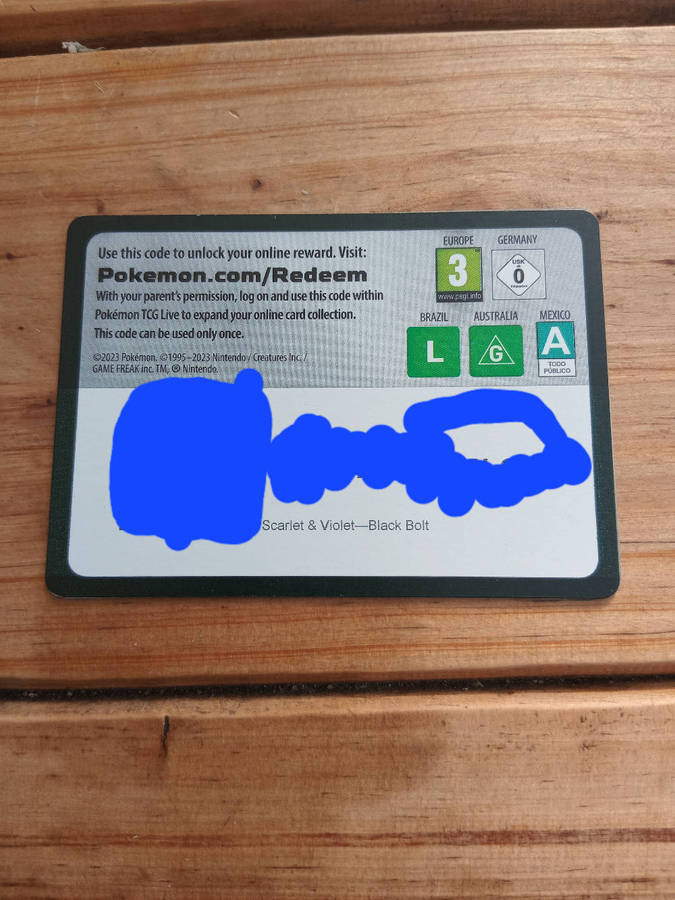 Use this code to unlock your online reward. Visit:
Pokemon.com/Redeem
With your parent's permission, log on and use this code within
Pokémon TCG Live to expand your online card collection.
This code can be used only once.
©2023 Pokémon. ©1995–2023 Nintendo / Creatures Inc. /
GAME FREAK inc. TM, ® Nintendo.
EUROPE
3
www.pegi.info
GERMANY
USK
0
BRAZIL
L
AUSTRALIA
G
MEXICO
A
TODO
PÚBLICO
Scarlet & Violet—Black Bolt